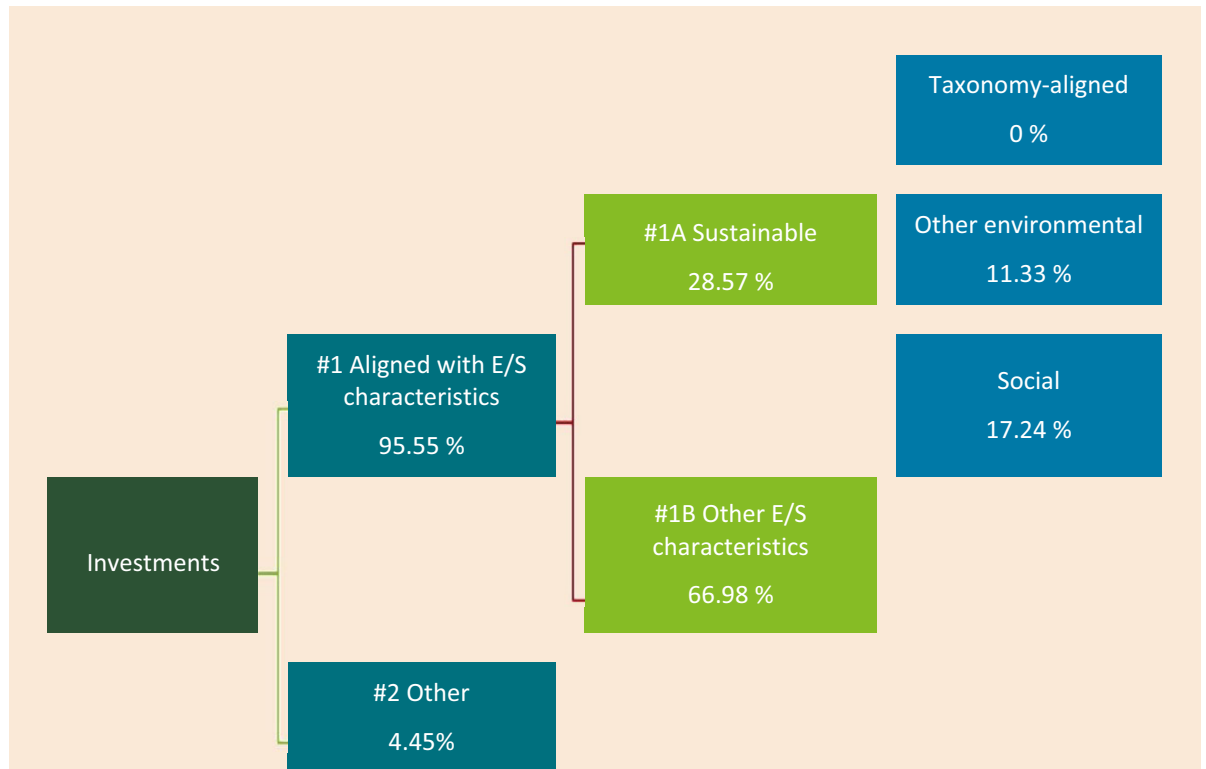 Taxonomy-aligned
0 %
#1A Sustainable
28.57 %
Other environmental
11.33 %
#1 Aligned with E/S
characteristics
95.55 %
Social
17.24 %
Investments
#1B Other E/S
characteristics
66.98 %
#2 Other
4.45%